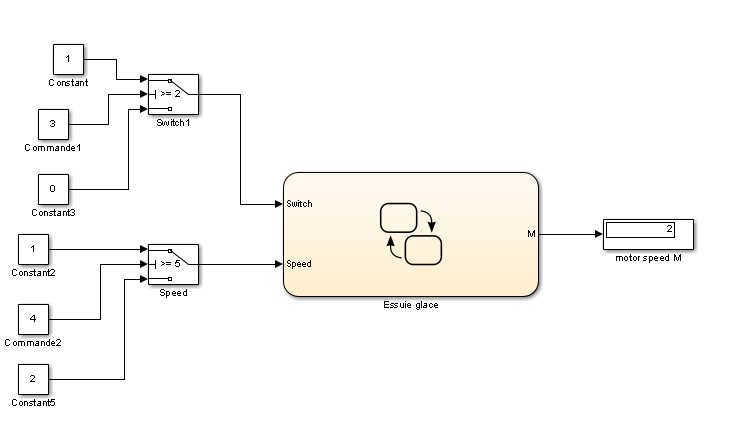 1
Constant
3
Commande1
0
Constant3
>= 2
Switch1
1
Constant2
4
Commande2
2
Constant5
>= 5
Speed
Switch
Speed
M
Essuie glace
2
motor speed M